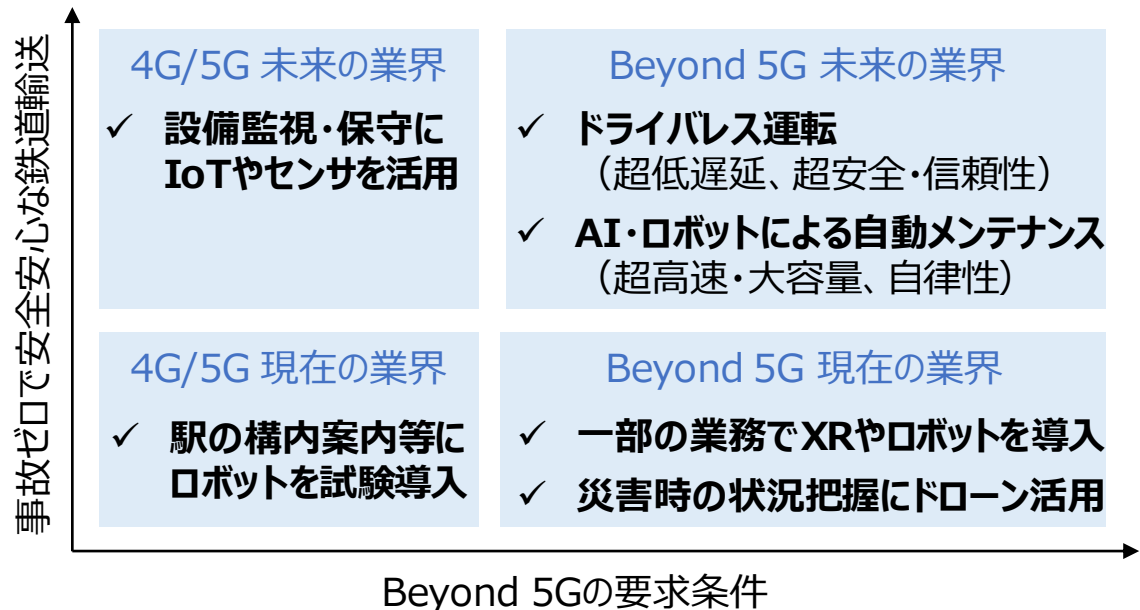 事故ゼロで安全安心な鉄道輸送
4G/5G 未来の業界
✓ 設備監視・保守に
IoTやセンサを活用
Beyond 5G 未来の業界
✓ ドライバレス運転
（超低遅延、超安全・信頼性）
✓ AI・ロボットによる自動メンテナンス
（超高速・大容量、自律性）
4G/5G 現在の業界
✓ 駅の構内案内等に
ロボットを試験導入
Beyond 5G 現在の業界
✓ 一部の業務でXRやロボットを導入
✓ 災害時の状況把握にドローン活用
Beyond 5Gの要求条件